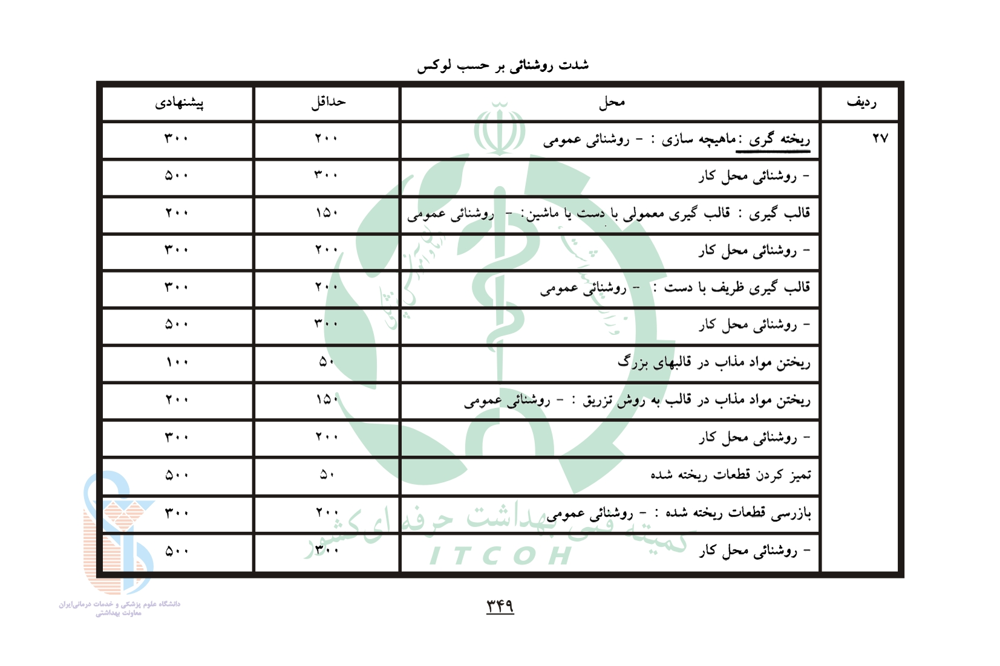 شدت روشنائی بر حسب لوکس
ردیف محل حداقل پیشنهادی
۲۷ ریخته گری : ماهیچه سازی : - روشنائی عمومی ۲۰۰ ۳۰۰
- روشنائی محل کار ۳۰۰ ۵۰۰
قالب گیری : قالب گیری معمولی با دست یا ماشین: - روشنائی عمومی ۱۵۰ ۲۰۰
- روشنائی محل کار ۲۰۰ ۳۰۰
قالب گیری ظریف با دست : - روشنائی عمومی ۲۰۰ ۳۰۰
- روشنائی محل کار ۳۰۰ ۵۰۰
ریختن مواد مذاب در قالبهای بزرگ ۵۰ ۱۰۰
ریختن مواد مذاب در قالب به روش تزریق : - روشنائی عمومی ۱۵۰ ۲۰۰
- روشنائی محل کار ۲۰۰ ۳۰۰
تمیز کردن قطعات ریخته شده ۵۰ ۵۰۰
بازرسی قطعات ریخته شده : - روشنائی عمومی ۲۰۰ ۳۰۰
- روشنائی محل کار ۳۰۰ ۵۰۰
وزارت بهداشت درمان و آموزش پزشکی
کمیته فنی بهداشت حرفه ای کشور
ITCOH
دانشگاه علوم پزشکی و خدمات درمانی ایران
معاونت بهداشتی
۳۴۹